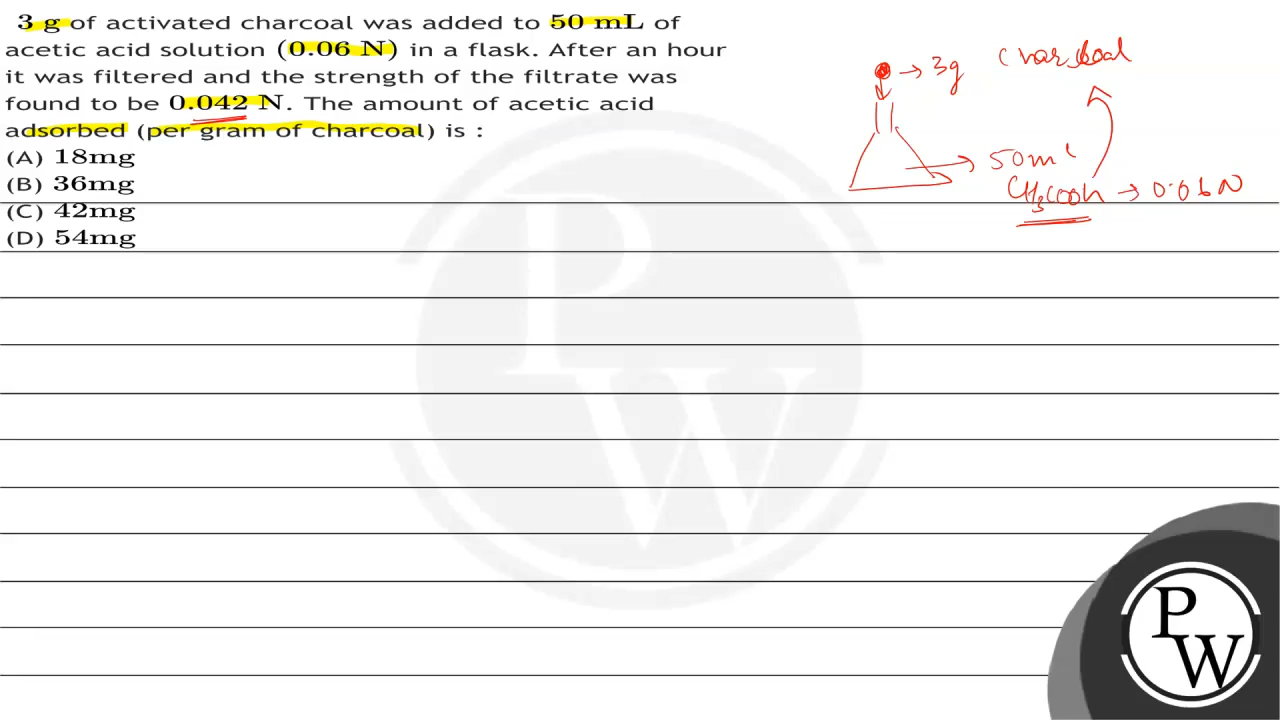 3 g of activated charcoal was added to 50 mL of
acetic acid solution (0.06 N) in a flask. After an hour
it was filtered and the strength of the filtrate was
found to be 0.042 N. The amount of acetic acid
adsorbed (per gram of charcoal) is :
(A) 18mg
(B) 36mg
(C) 42mg
(D) 54mg
→ 3g charcoal
→ 50ml
CH3COOH → 0.06 N
P
W
P
W